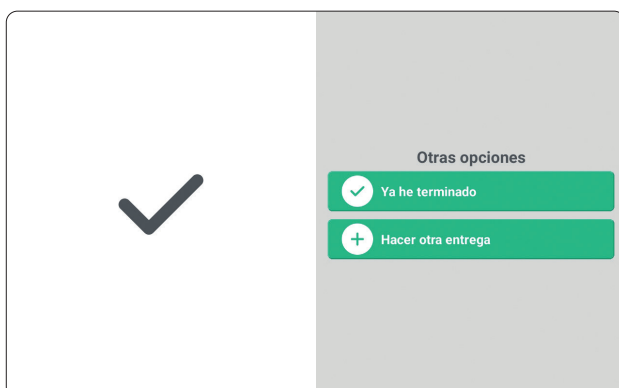 Otras opciones
Ya he terminado
Hacer otra entrega